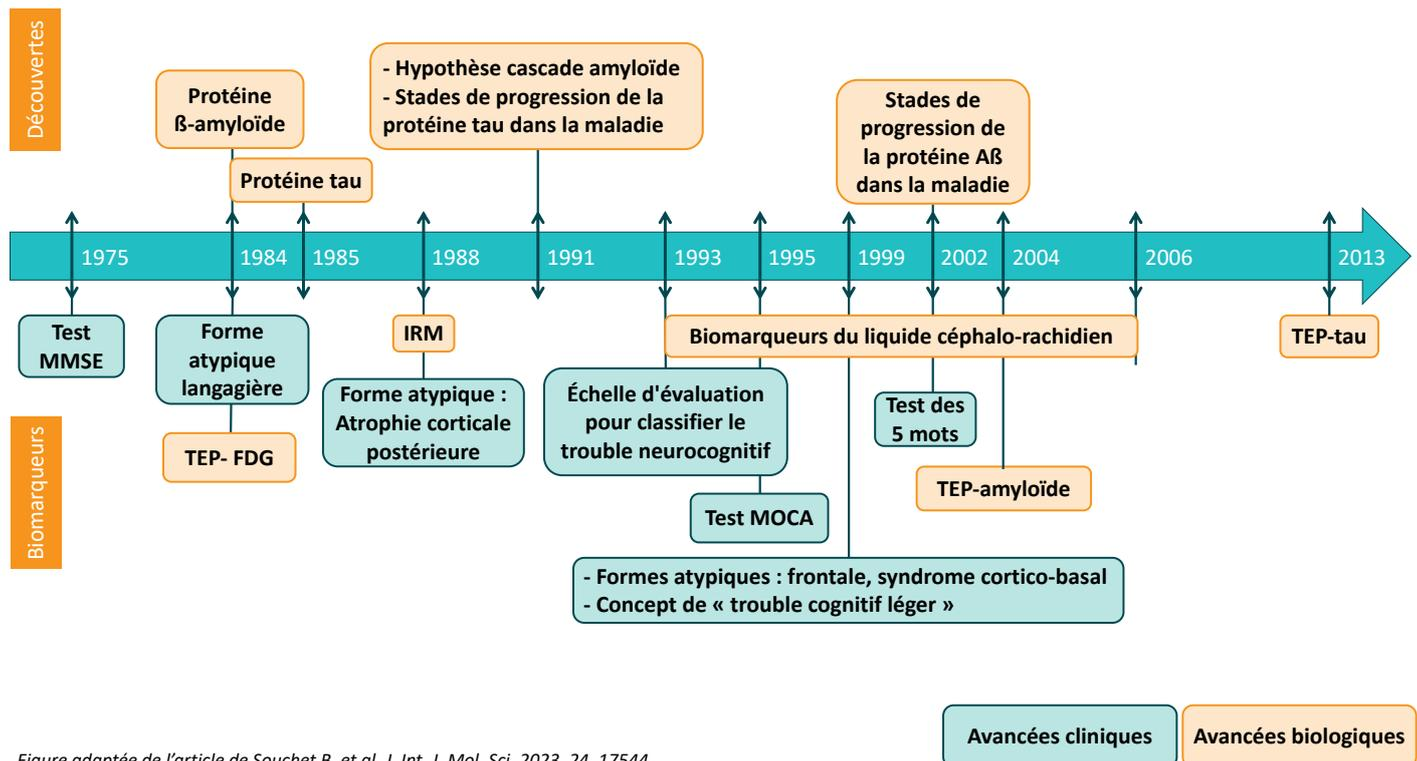 Découvertes
Protéine
ß-amyloïde
Protéine tau
- Hypothèse cascade amyloïde
- Stades de progression de la
protéine tau dans la maladie
Stades de
progression de
la protéine Aß
dans la maladie
1975
1984
1985
1988
1991
1993
1995
1999
2002
2004
2006
2013
Test
MMSE
Forme
atypique
langagière
TEP- FDG
IRM
Forme atypique :
Atrophie corticale
postérieure
Biomarqueurs du liquide céphalo-rachidien
Échelle d'évaluation
pour classifier le
trouble neurocognitif
Test MOCA
Test des
5 mots
TEP-amyloïde
TEP-tau
- Formes atypiques : frontale, syndrome cortico-basal
- Concept de « trouble cognitif léger »
Biomarqueurs
Avancées cliniques
Avancées biologiques
Figure adaptée de l'article de Souchet B. et al. J. Int. J. Mol. Sci. 2023, 24, 17544